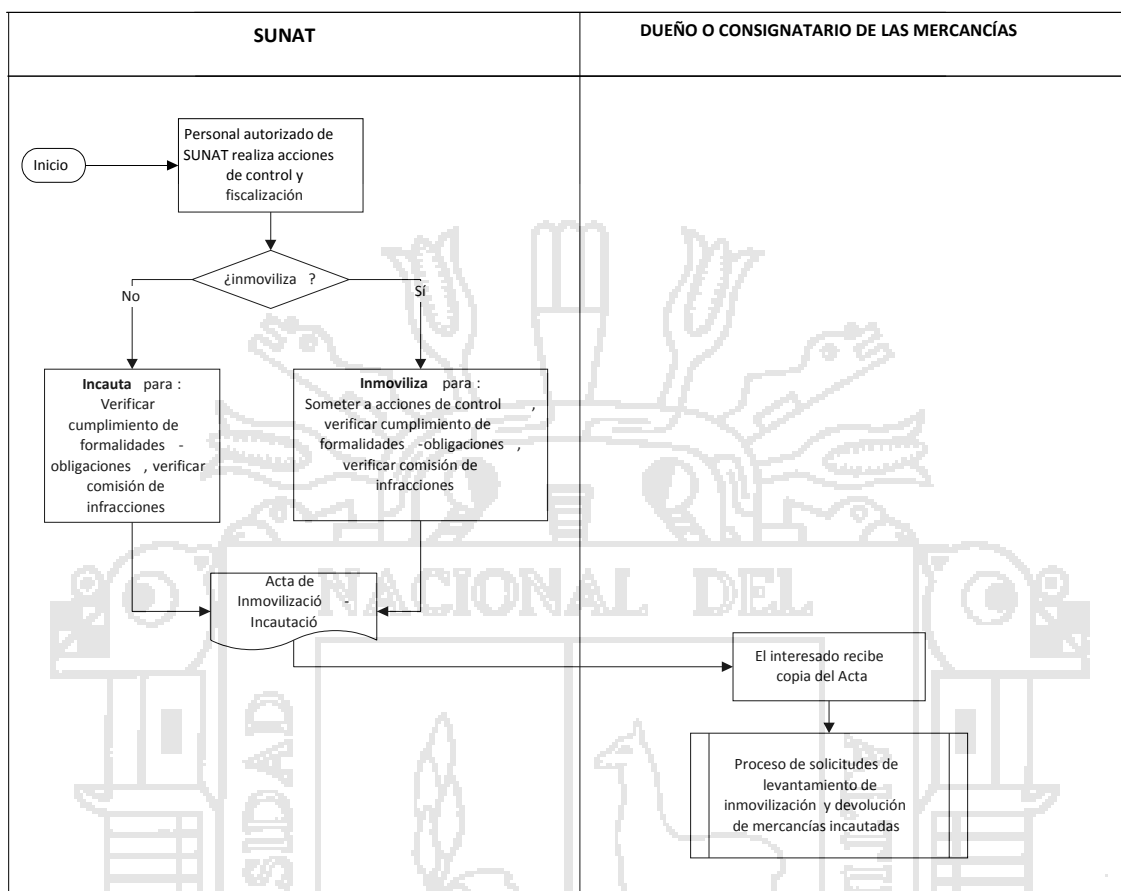 SUNAT
DUEÑO O CONSIGNATARIO DE LAS MERCANCÍAS
Inicio
Personal autorizado de
SUNAT realiza acciones
de control y
fiscalización
¿inmoviliza ?
No
Sí
Incauta para :
Verificar
cumplimiento de
formalidades -
obligaciones , verificar
comisión de
infracciones
Inmoviliza para :
Someter a acciones de control ,
verificar cumplimiento de
formalidades -obligaciones ,
verificar comisión de
infracciones
Acta de
Inmovilizació -
Incautació
El interesado recibe
copia del Acta
Proceso de solicitudes de
levantamiento de
inmovilización y devolución
de mercancías incautadas
NACIONAL DEL
SIDAD